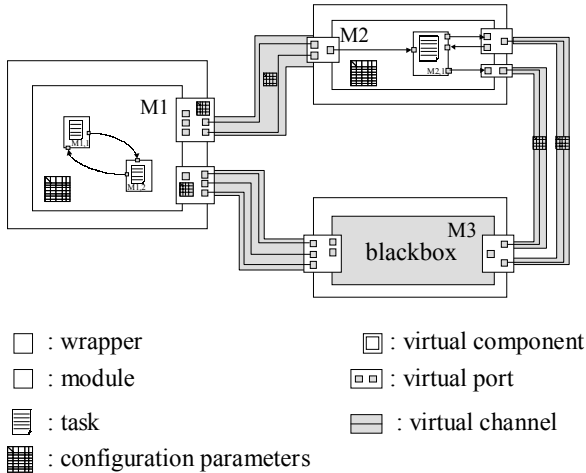 M2
M2,1
M1
M1,1
M1,2
M3
blackbox
: wrapper
: virtual component
: module
: virtual port
: task
: virtual channel
: configuration parameters